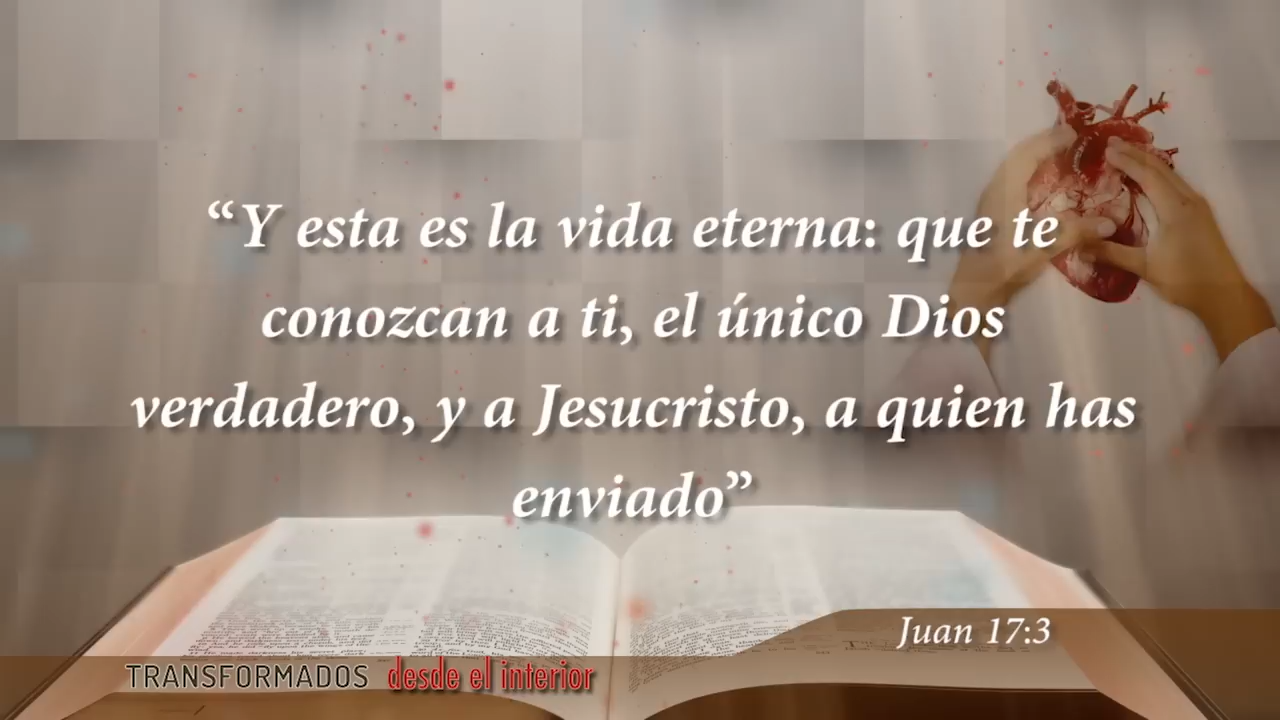 “Y esta es la vida eterna: que te
conozcan a ti, el único Dios
verdadero, y a Jesucristo, a quien has
enviado”
Juan 17:3
TRANSFORMADOS desde el interior